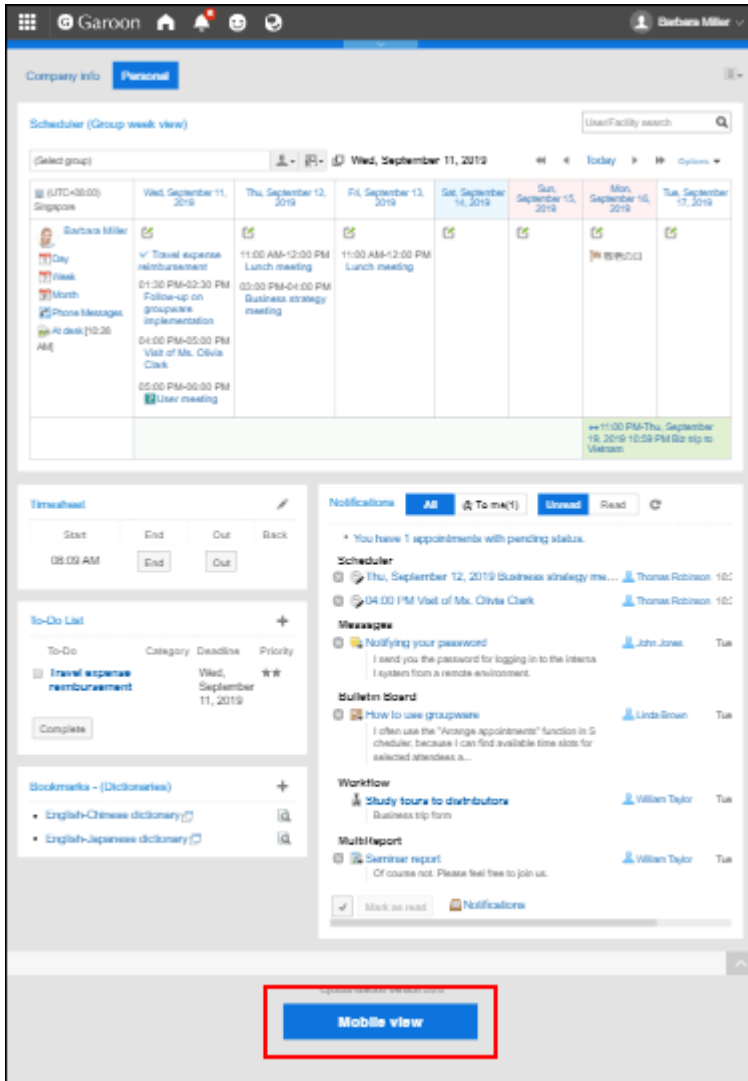 Garoon
Barbara Miller
Company info
Personal
Scheduler (Group week view)
User/Facility search
(Select group)
Wed, September 11, 2019
Today
Options
(UTC+08:00)
Singapore
Wed, September 11,
2019
Thu, September 12,
2019
Fri, September 13,
2019
Sat, September
14, 2019
Sun,
September 15,
2019
Mon,
September 16,
2019
Tue, September
17, 2019
Barbara Miller
Day
Week
Month
Phone Messages
At desk [10:28
AM]
Travel expense
reimbursement
01:30 PM-02:30 PM
Follow-up on
groupware
implementation
04:00 PM-05:00 PM
Visit of Ms. Olivia
Clark
05:00 PM-06:00 PM
?User meeting
11:00 AM-12:00 PM
Lunch meeting
03:00 PM-04:00 PM
Business strategy
meeting
11:00 AM-12:00 PM
Lunch meeting
敬老の日
11:00 PM-Thu, September
19, 2019 10:59 PM Biz trip to
Vietnam
Timesheet
Start End Out Back
08:09 AM End Out
To-Do List
To-Do Category Deadline Priority
Travel expense
reimbursement
Wed,
September
11, 2019
★★
Complete
Bookmarks - (Dictionaries)
English-Chinese dictionary
English-Japanese dictionary
Notifications All To me(1) Unread Read
You have 1 appointments with pending status.
Scheduler
Thu, September 12, 2019 Business strategy me... Thomas Robinson
04:00 PM Visit of Ms. Olivia Clark Thomas Robinson
Messages
Notifying your password John Jones Tue
I send you the password for logging in to the interna
l system from a remote environment.
Bulletin Board
How to use groupware Linda Brown Tue
I often use the "Arrange appointments" function in S
cheduler, because I can find available time slots for
selected attendees a...
Workflow
Study tours to distributors William Taylor Tue
Business trip form
MultiReport
Seminar report William Taylor Tue
Of course not. Please feel free to join us.
Mark as read Notifications
Mobile view